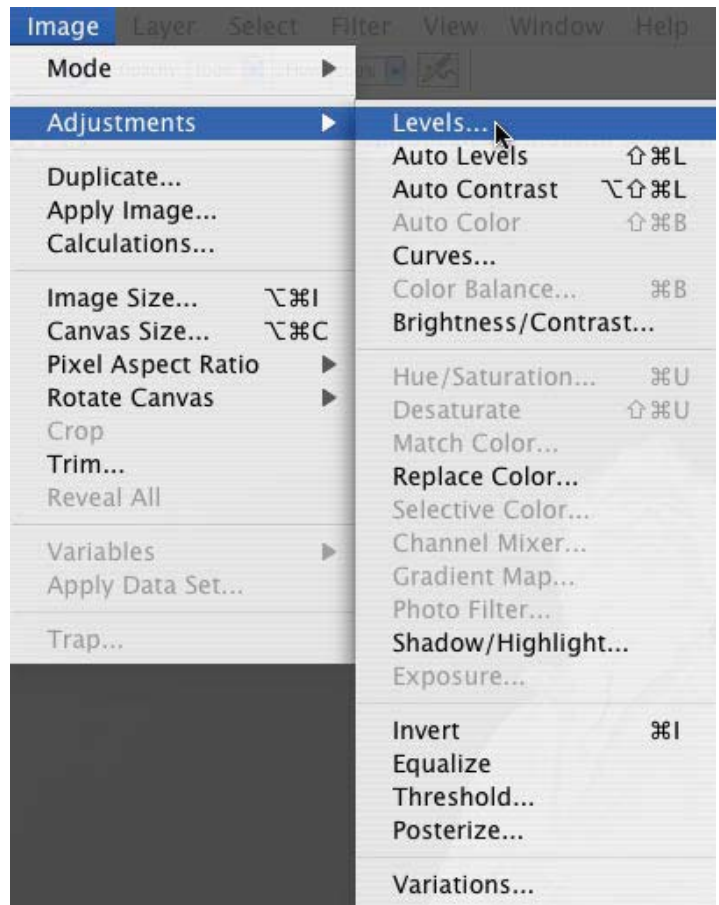 Image Layer Select Filter View Window Help
Mode ▶
Adjustments ▶
Duplicate...
Apply Image...
Calculations...
Image Size... ⌥⌘I
Canvas Size... ⌥⌘C
Pixel Aspect Ratio ▶
Rotate Canvas ▶
Crop
Trim...
Reveal All
Variables ▶
Apply Data Set...
Trap...
Levels...
Auto Levels ⇧⌘L
Auto Contrast ⌥⇧⌘L
Auto Color ⇧⌘B
Curves...
Color Balance... ⌘B
Brightness/Contrast...
Hue/Saturation... ⌘U
Desaturate ⇧⌘U
Match Color...
Replace Color...
Selective Color...
Channel Mixer...
Gradient Map...
Photo Filter...
Shadow/Highlight...
Exposure...
Invert ⌘I
Equalize
Threshold...
Posterize...
Variations...